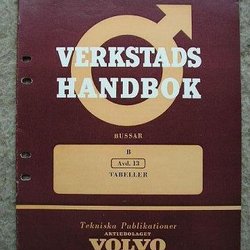 VERKSTADS
HANDBOK
BUSSAR
B
Avd. 13
TABELLER
Tekniska Publikationer
AKTIEBOLAGET
VOLVO